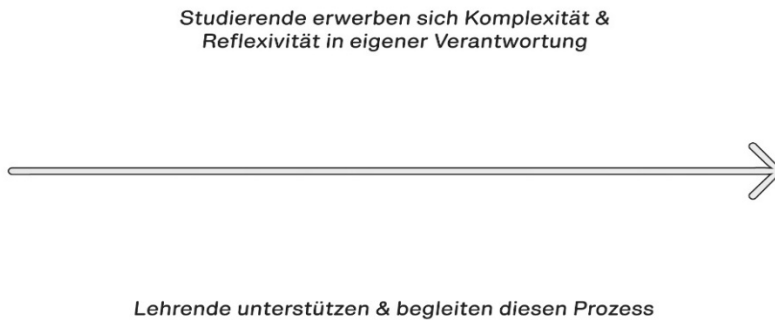 Studierende erwerben sich Komplexität &
Reflexivität in eigener Verantwortung
Lehrende unterstützen & begleiten diesen Prozess